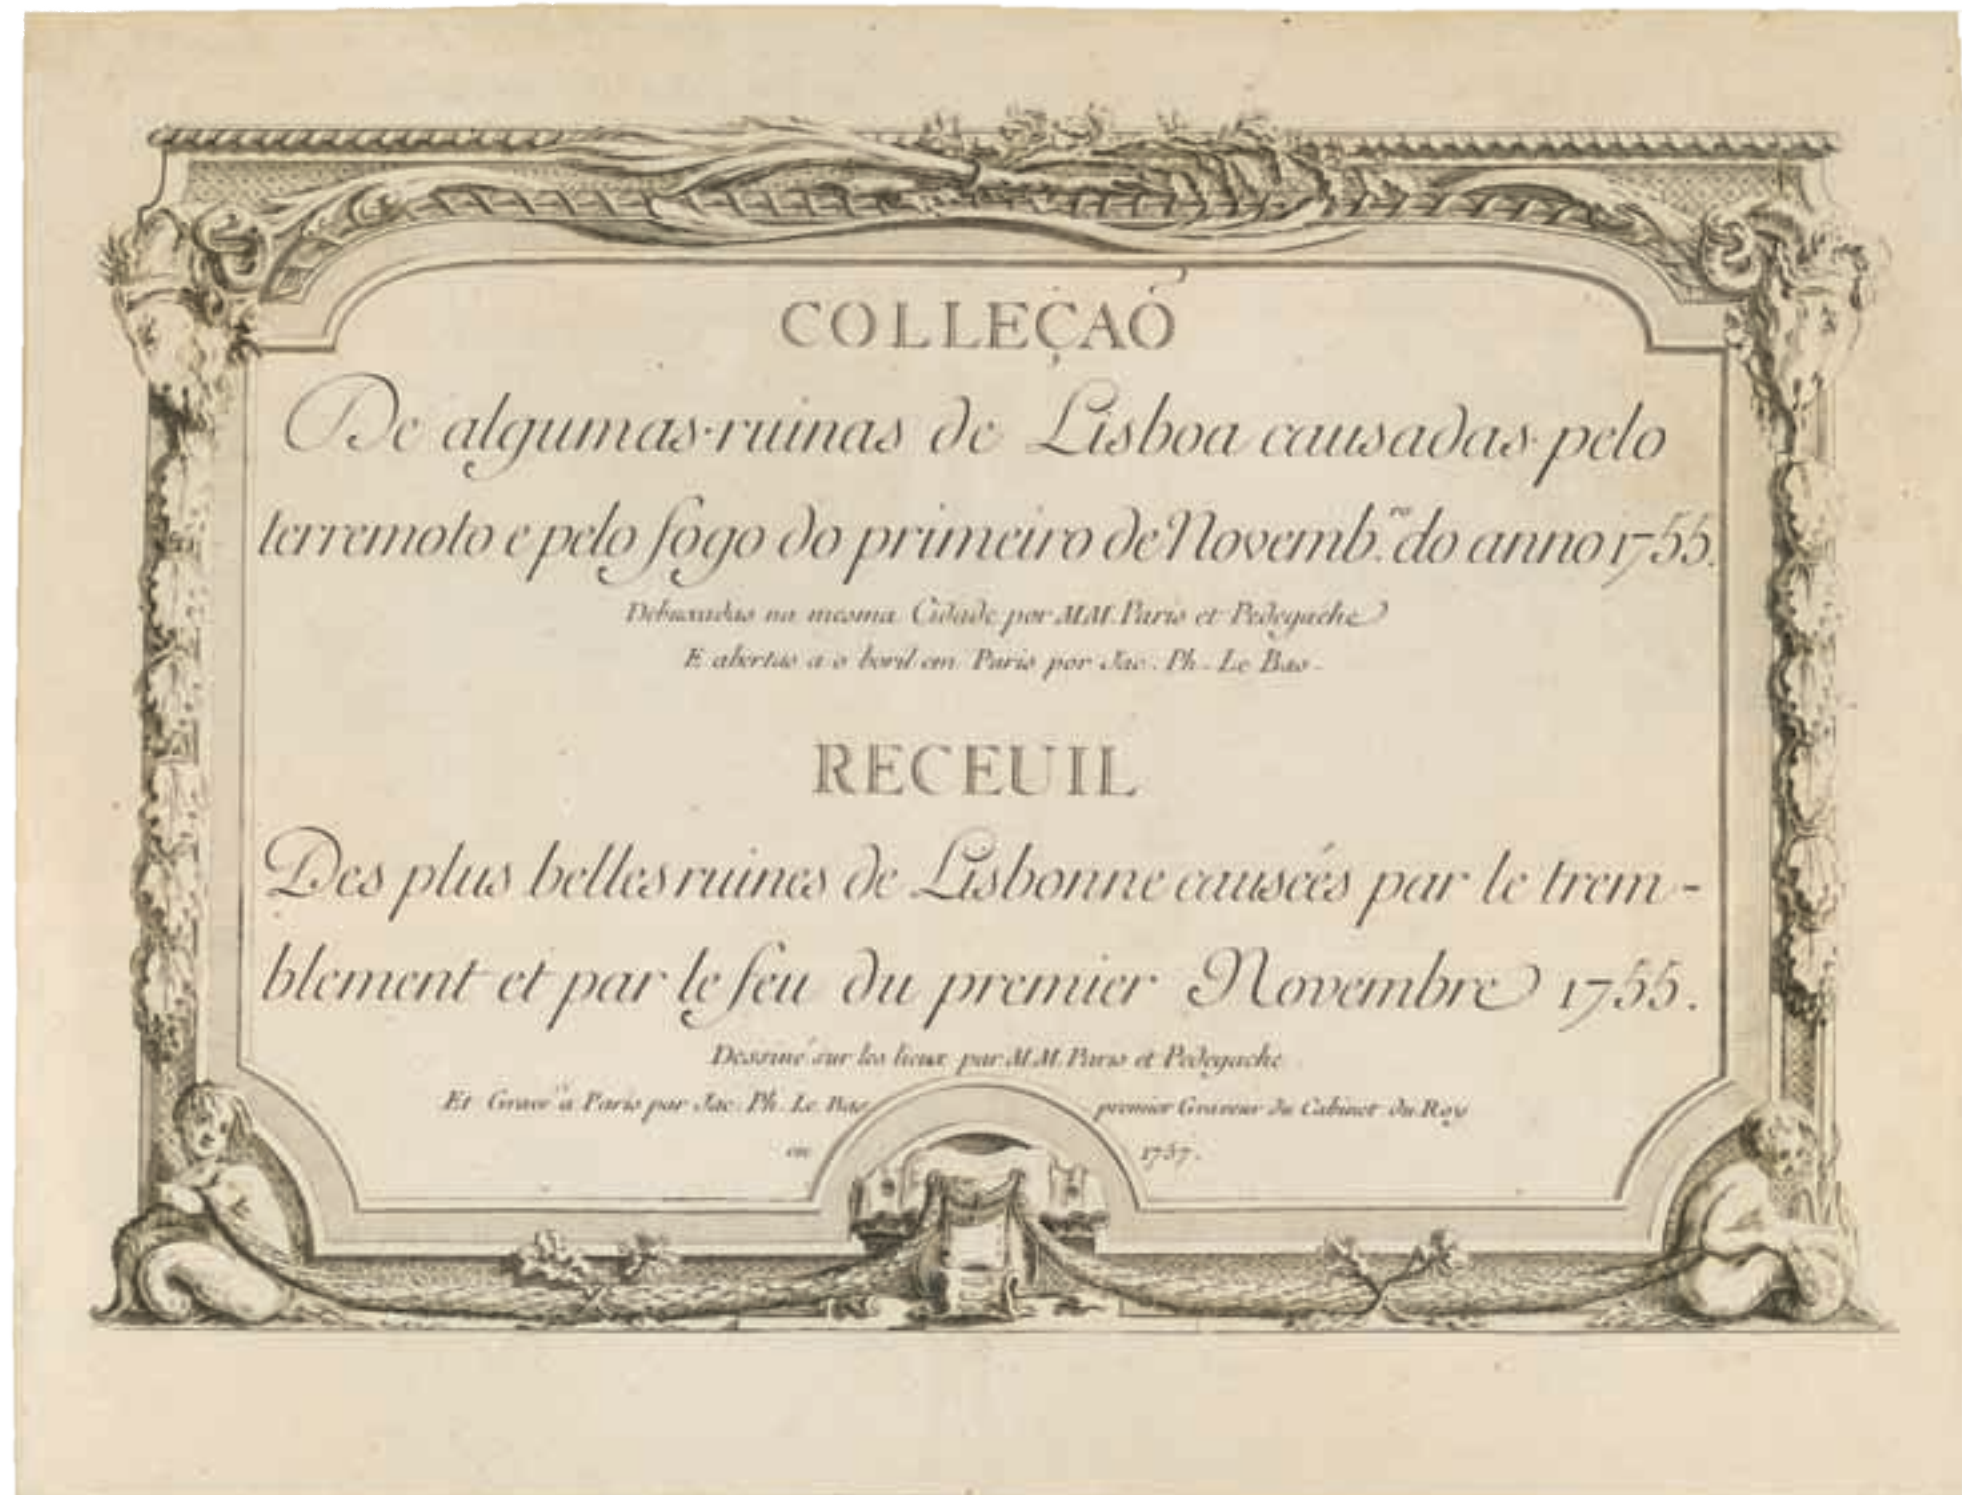 COLLEÇAÓ
De algumas ruinas de Lisboa causadas pelo
terremoto e pelo fogo do primeiro de Novemb.ro do anno 1755.
Debuxadas na mesma Cidade por MM. Paris et Pedegache
E abertas a o boril em Paris por Jac. Ph. Le Bas.
RECEUIL
Des plus belles ruines de Lisbonne causées par le trem-
blement et par le feu du premier Novembre 1755.
Dessiné sur les lieux par MM. Paris et Pedegache
Et Gravé à Paris par Jac. Ph. Le Bas premier Graveur du Cabinet du Roy
en 1757.